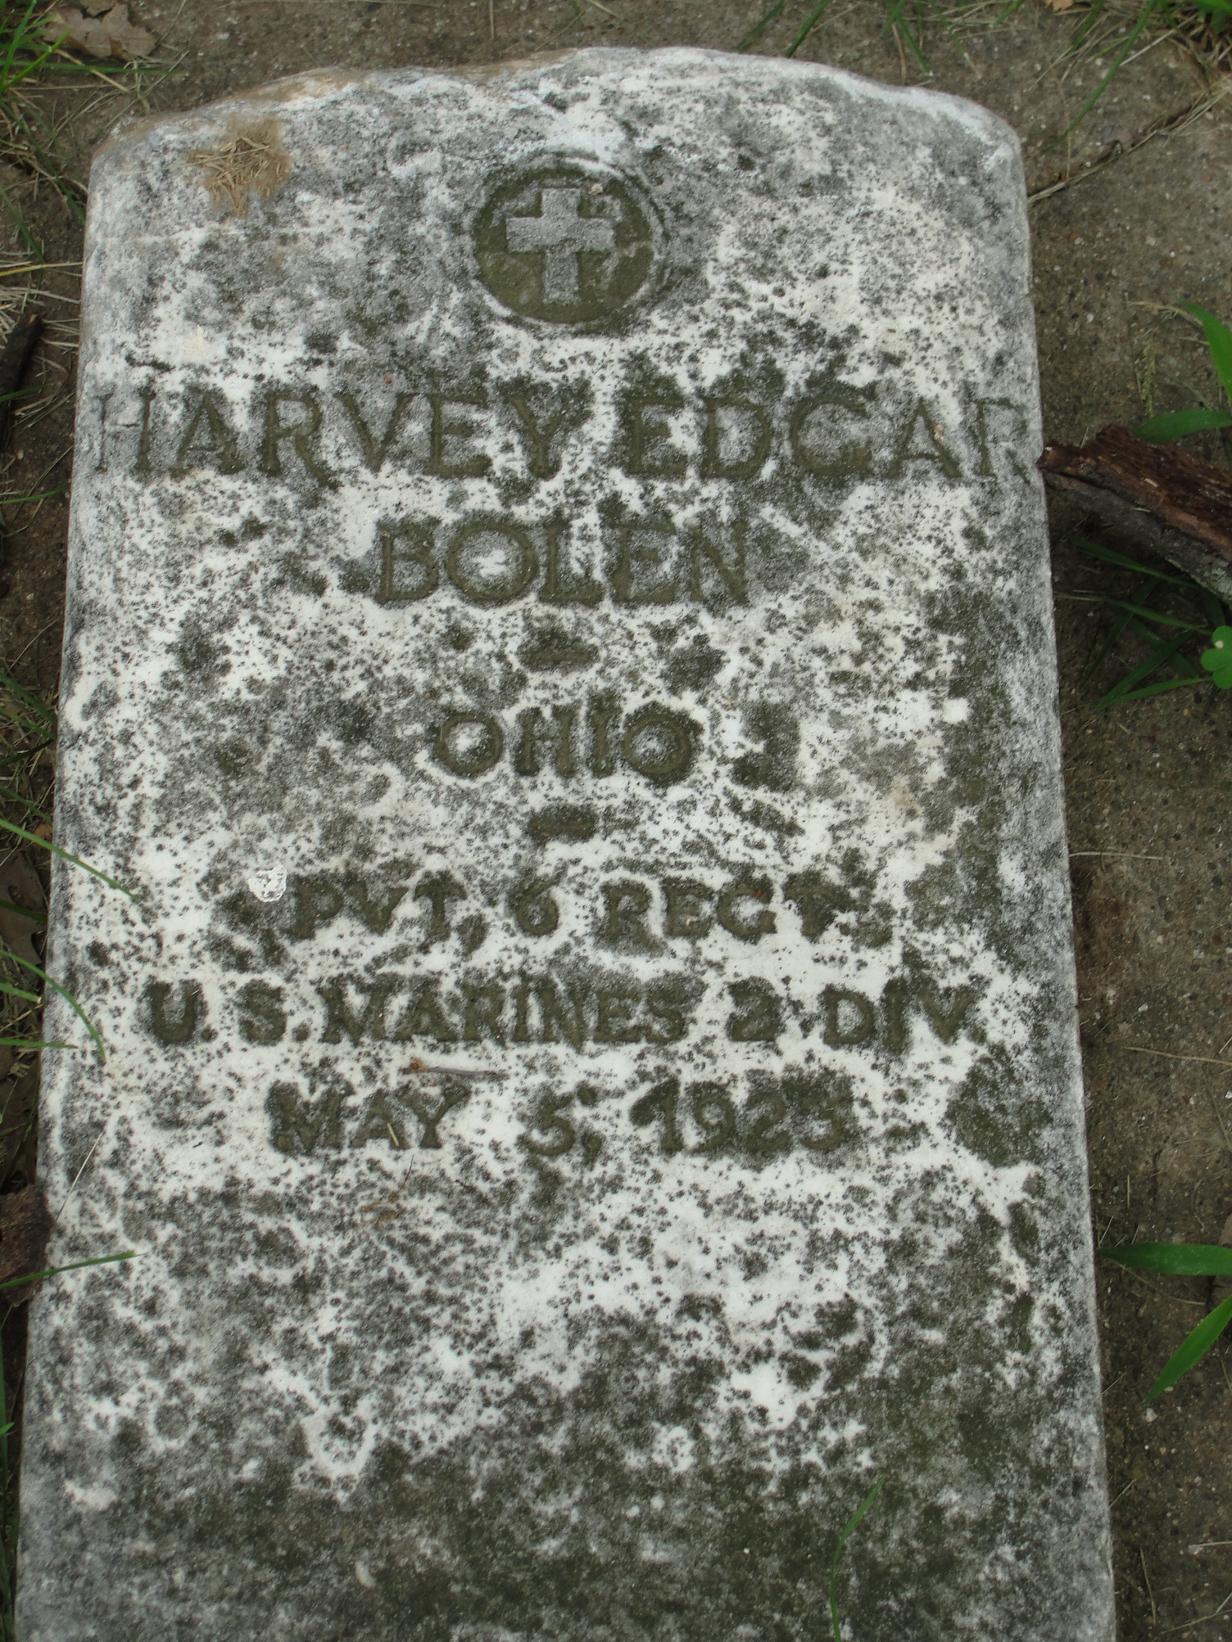 HARVEY EDGAR
BOLEN
-
OHIO
-
PVT, 6 REGT.,
U.S. MARINES 2 DIV.
MAY 5, 1923